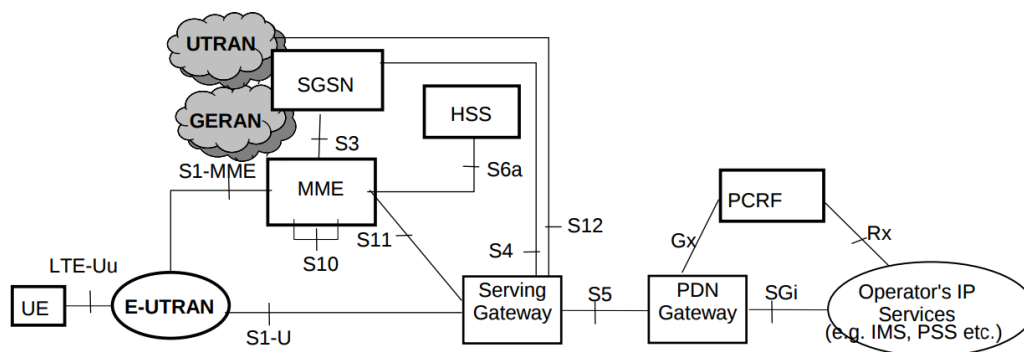 UTRAN
SGSN
GERAN
HSS
S3
S6a
S1-MME
MME
PCRF
S12
S11
S4
Gx
Rx
S10
LTE-Uu
UE
E-UTRAN
Serving
Gateway
S5
PDN
Gateway
SGi
Operator's IP
Services
(e.g. IMS, PSS etc.)
S1-U